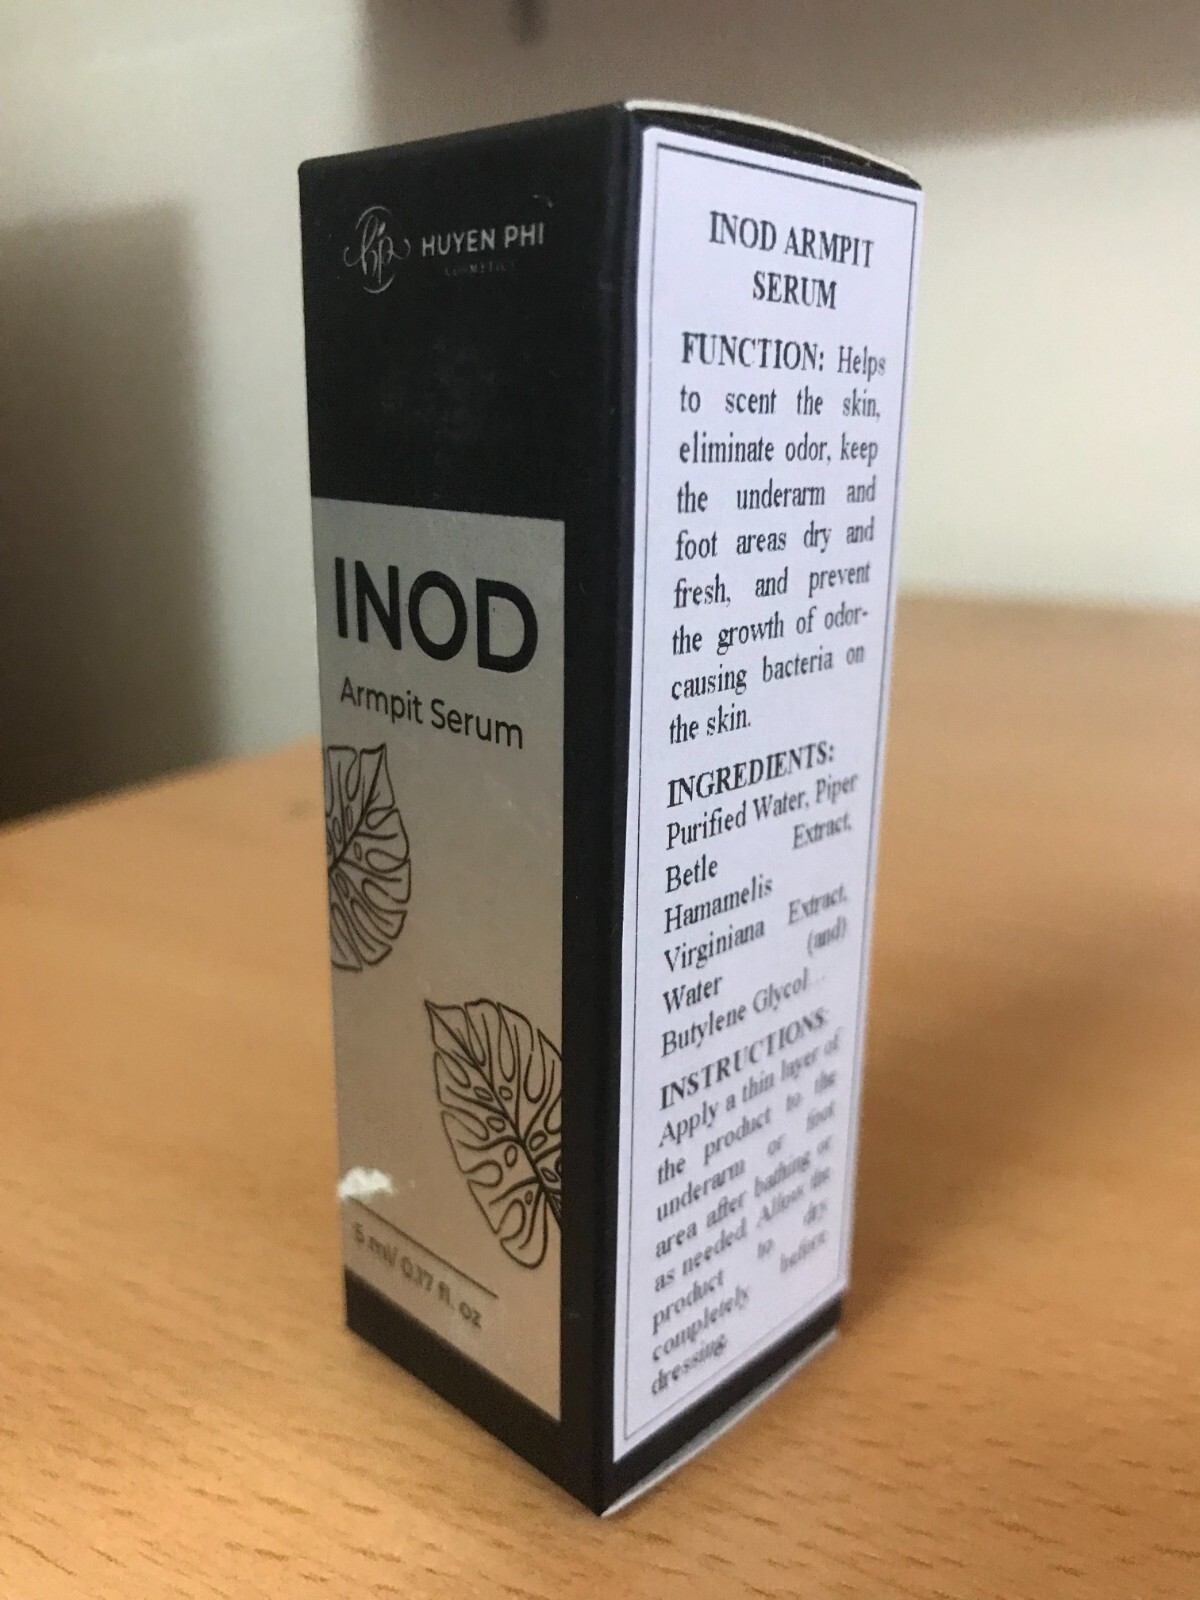 hp HUYEN PHI
COSMETICS
INOD
Armpit Serum
5 ml/ 0.17 fl. oz
INOD ARMPIT
SERUM
FUNCTION: Helps
to scent the skin,
eliminate odor, keep
the underarm and
foot areas dry and
fresh, and prevent
the growth of odor-
causing bacteria on
the skin.
INGREDIENTS:
Purified Water, Piper
Betle Extract,
Hamamelis
Virginiana Extract,
Water (and)
Butylene Glycol...
INSTRUCTIONS:
Apply a thin layer of
the product to the
underarm or foot
area after bathing or
as needed. Allow the
product to dry
completely before
dressing.